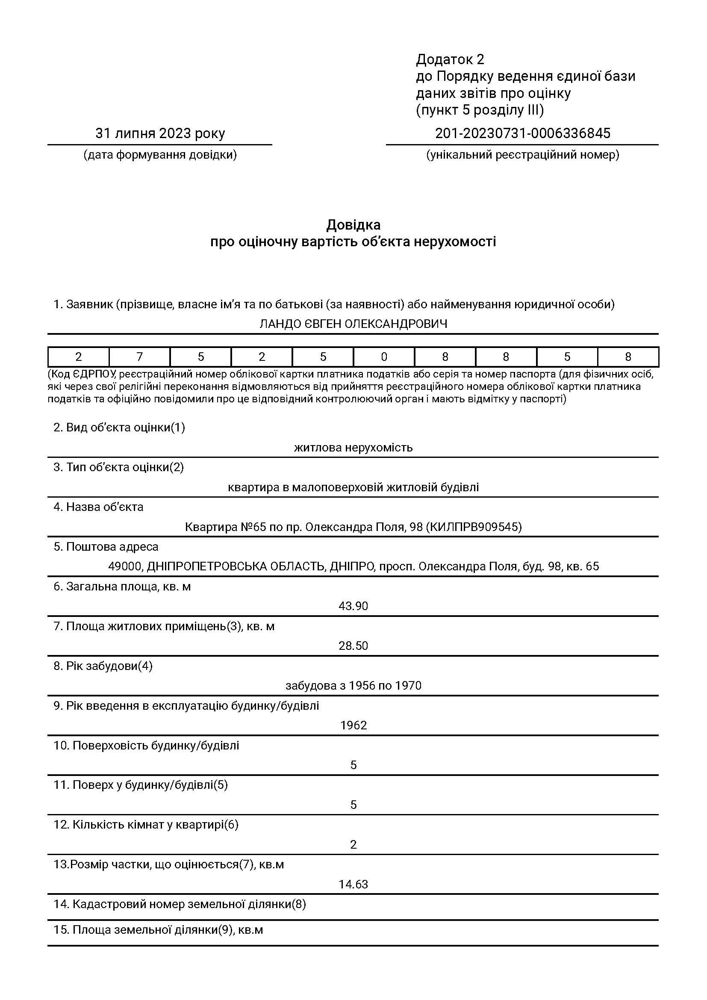 Додаток 2
до Порядку ведення єдиної бази
даних звітів про оцінку
(пункт 5 розділу III)
31 липня 2023 року
201-20230731-0006336845
(дата формування довідки)
(унікальний реєстраційний номер)
Довідка
про оціночну вартість об’єкта нерухомості
1. Заявник (прізвище, власне ім’я та по батькові (за наявності) або найменування юридичної особи)
ЛАНДО ЄВГЕН ОЛЕКСАНДРОВИЧ
2 7 5 2 5 0 8 8 5 8
(Код ЄДРПОУ, реєстраційний номер облікової картки платника податків або серія та номер паспорта (для фізичних осіб,
які через свої релігійні переконання відмовляються від прийняття реєстраційного номера облікової картки платника
податків та офіційно повідомили про це відповідний контролюючий орган і мають відмітку у паспорті)
2. Вид об’єкта оцінки(1)
житлова нерухомість
3. Тип об’єкта оцінки(2)
квартира в малоповерховій житловій будівлі
4. Назва об’єкта
Квартира №65 по пр. Олександра Поля, 98 (КИЛПРВ909545)
5. Поштова адреса
49000, ДНІПРОПЕТРОВСЬКА ОБЛАСТЬ, ДНІПРО, просп. Олександра Поля, буд. 98, кв. 65
6. Загальна площа, кв. м
43.90
7. Площа житлових приміщень(3), кв. м
28.50
8. Рік забудови(4)
забудова з 1956 по 1970
9. Рік введення в експлуатацію будинку/будівлі
1962
10. Поверховість будинку/будівлі
5
11. Поверх у будинку/будівлі(5)
5
12. Кількість кімнат у квартирі(6)
2
13.Розмір частки, що оцінюється(7), кв.м
14.63
14. Кадастровий номер земельної ділянки(8)
15. Площа земельної ділянки(9), кв.м